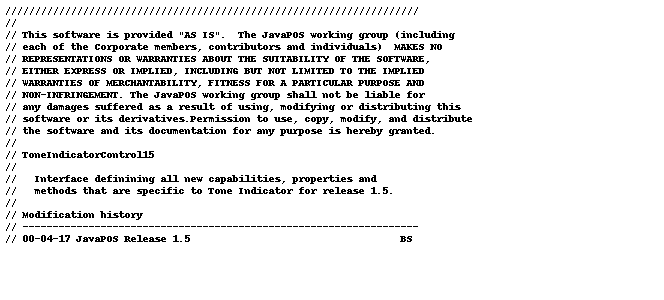 //////////////////////////////////////////////////////////////////////
//
// This software is provided "AS IS".  The JavaPOS working group (including
// each of the Corporate members, contributors and individuals)  MAKES NO
// REPRESENTATIONS OR WARRANTIES ABOUT THE SUITABILITY OF THE SOFTWARE,
// EITHER EXPRESS OR IMPLIED, INCLUDING BUT NOT LIMITED TO THE IMPLIED
// WARRANTIES OF MERCHANTABILITY, FITNESS FOR A PARTICULAR PURPOSE AND
// NON-INFRINGEMENT. The JavaPOS working group shall not be liable for
// any damages suffered as a result of using, modifying or distributing this
// software or its derivatives.Permission to use, copy, modify, and distribute
// the software and its documentation for any purpose is hereby granted.
//
// ToneIndicatorControl15
//
//   Interface definining all new capabilities, properties and
//   methods that are specific to Tone Indicator for release 1.5.
//
// Modification history
// ------------------------------------------------------------------
// 00-04-17 JavaPOS Release 1.5                                   BS